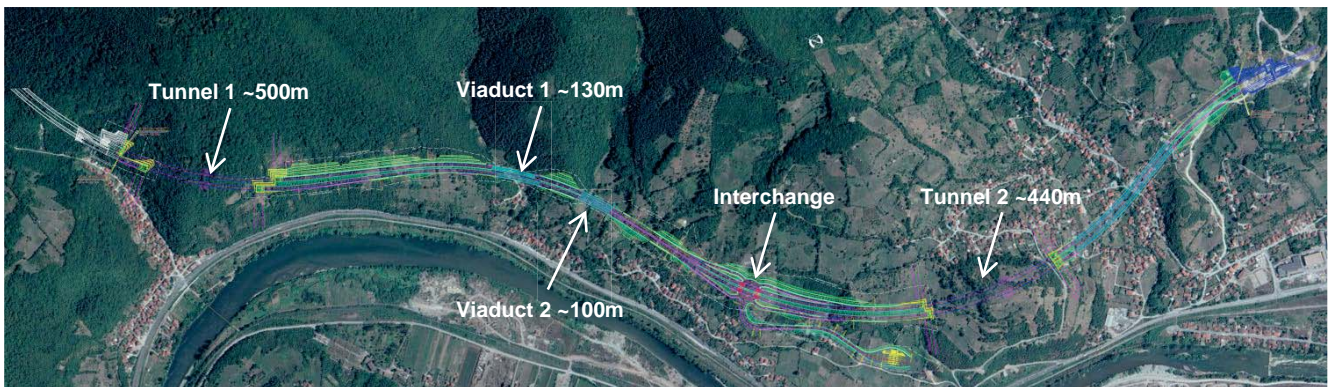 Tunnel 1 ~500m
Viaduct 1 ~130m
Interchange
Tunnel 2 ~440m
Viaduct 2 ~100m